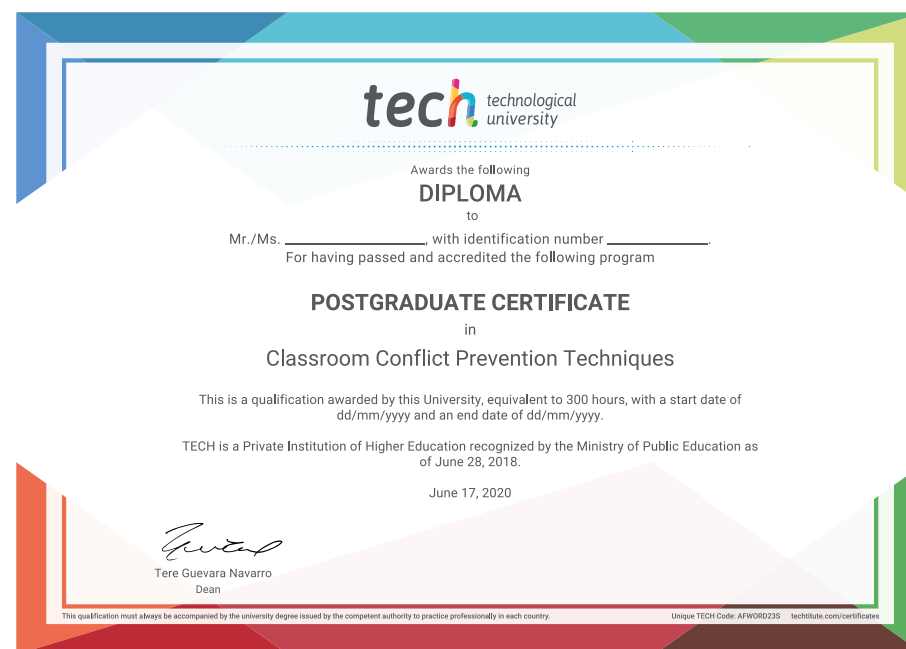 tech technological
university
Awards the following
DIPLOMA
to
Mr./Ms. ____________, with identification number ____________.
For having passed and accredited the following program
POSTGRADUATE CERTIFICATE
in
Classroom Conflict Prevention Techniques
This is a qualification awarded by this University, equivalent to 300 hours, with a start date of
dd/mm/yyyy and an end date of dd/mm/yyyy.
TECH is a Private Institution of Higher Education recognized by the Ministry of Public Education as
of June 28, 2018.
June 17, 2020
Tere Guevara Navarro
Dean
This qualification must always be accompanied by the university degree issued by the competent authority to practice professionally in each country.
Unique TECH Code: AFWORD23S techtitute.com/certificates